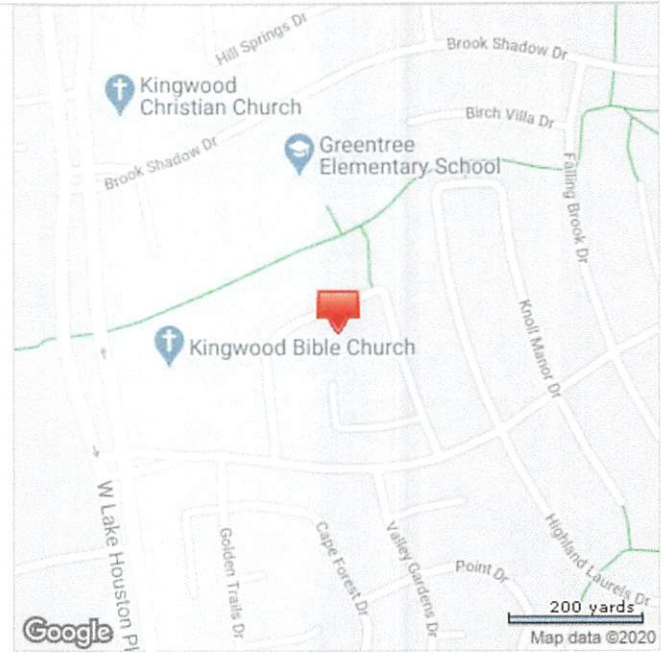 Hill Springs Dr
Brook Shadow Dr
Kingwood
Christian Church
Birch Villa Dr
Greentree
Elementary School
Brook Shadow Dr
Falling Brook Dr
Knoll Manor Dr
Kingwood Bible Church
W Lake Houston Pl
Golden Trails Dr
Cape Forest Dr
Valley Gardens Dr
Point Dr
Highland Laurels Dr
200 yards
Google
Map data ©2020